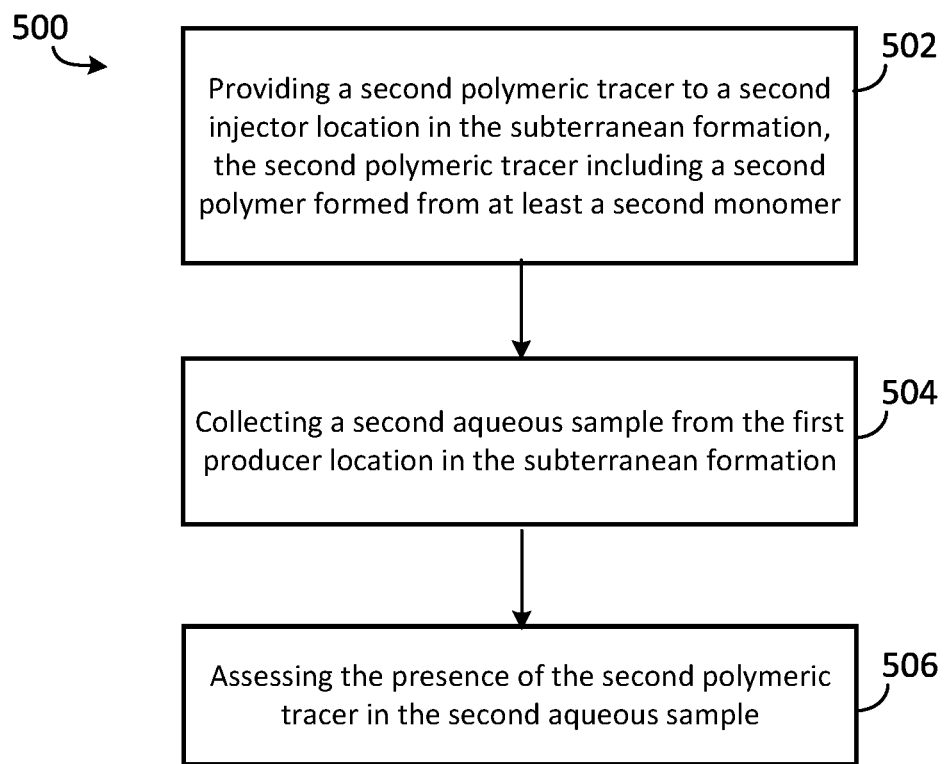 500
502
Providing a second polymeric tracer to a second
injector location in the subterranean formation,
the second polymeric tracer including a second
polymer formed from at least a second monomer
504
Collecting a second aqueous sample from the first
producer location in the subterranean formation
506
Assessing the presence of the second polymeric
tracer in the second aqueous sample